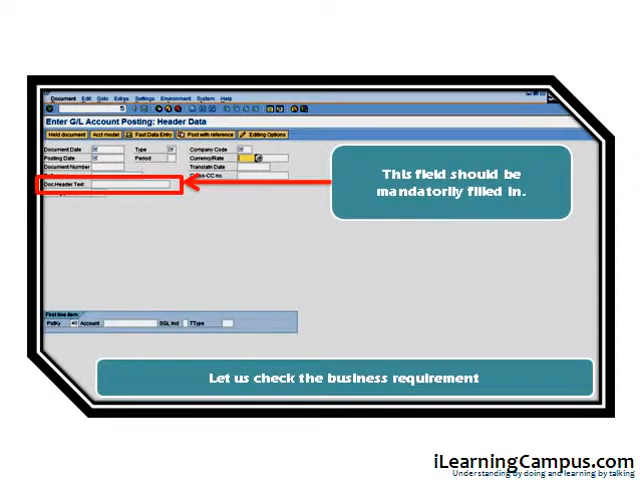 Document Edit Goto Extras Settings Environment System Help
Enter G/L Account Posting: Header Data
Held document Acct model Fast Data Entry Post with reference Editing Options
Document Date Type Company Code
Posting Date Period Currency/Rate
Document Number Translatn Date
Cross-CC no.
Doc.Header Text
This field should be
mandatorily filled in.
First line item
PstKy 40 Account SGL Ind TType
Let us check the business requirement
iLearningCampus.com
Understanding by doing and learning by talking